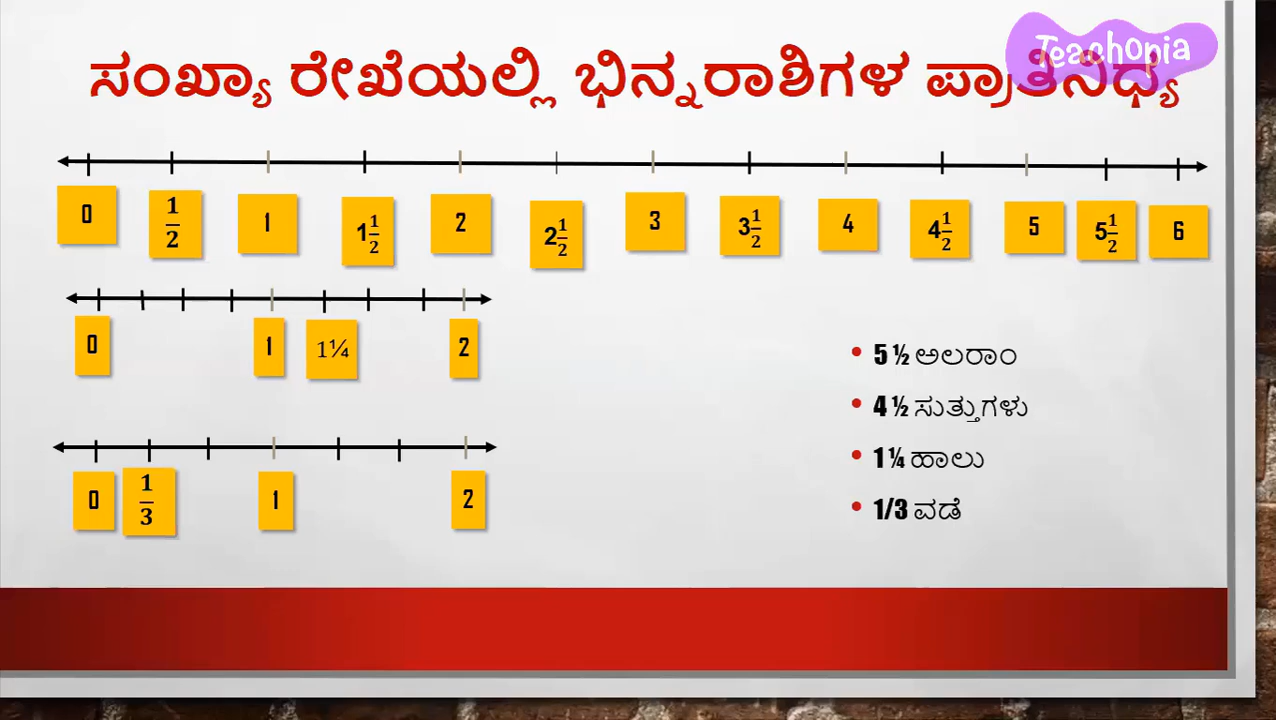 Teachopia
ಸಂಖ್ಯಾ ರೇಖೆಯಲ್ಲಿ ಭಿನ್ನರಾಶಿಗಳ ಪ್ರಾತಿನಿಧ್ಯ
0 1/2 1 1 1/2 2 2 1/2 3 3 1/2 4 4 1/2 5 5 1/2 6
0 1 1¼ 2
5 ½ ಅಲರಾಂ
4 ½ ಸುತ್ತುಗಳು
1 ¼ ಹಾಲು
0 1/3 1 2
1/3 ವಡೆ